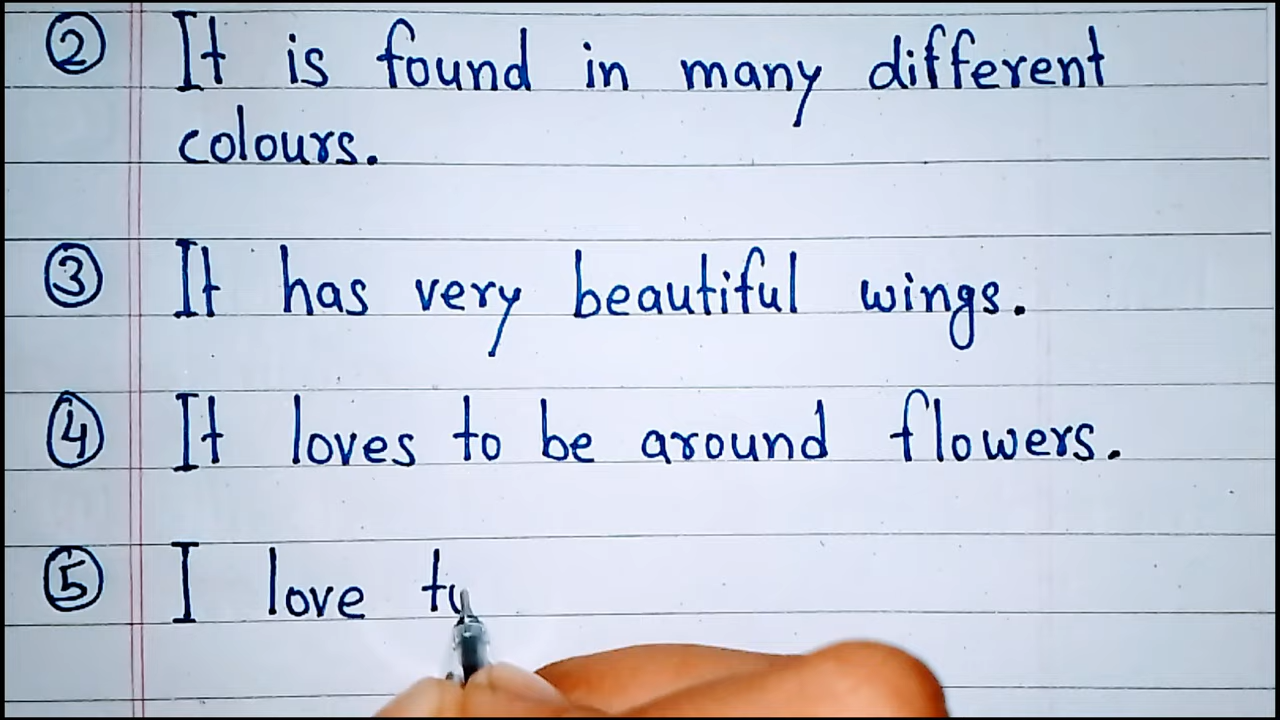 ② It is found in many different
colours.
③ It has very beautiful wings.
④ It loves to be around flowers.
⑤ I love